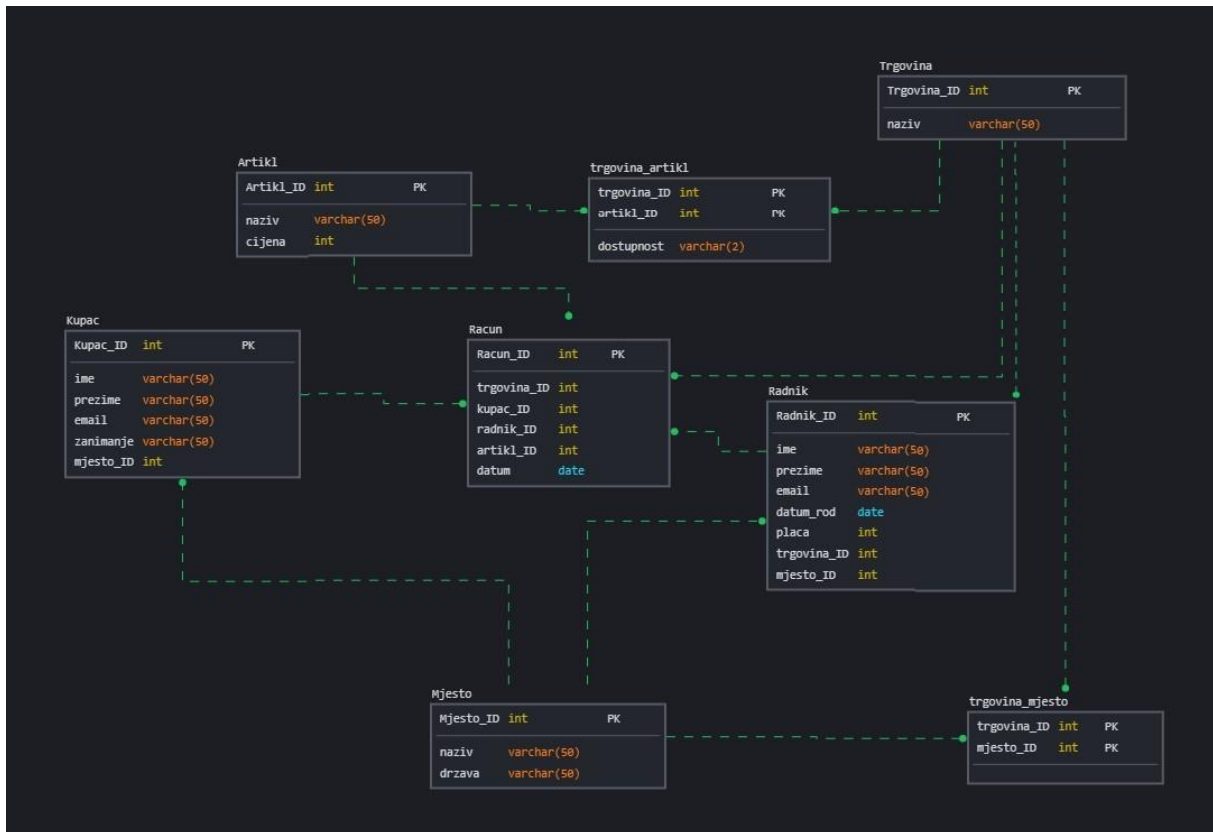 Trgovina
Trgovina_ID int PK
naziv varchar(50)
Artikl
Artikl_ID int PK
naziv varchar(50)
cijena int
trgovina_artikl
trgovina_ID int PK
artikl_ID int PK
dostupnost varchar(2)
Kupac
Kupac_ID int PK
ime varchar(50)
prezime varchar(50)
email varchar(50)
zanimanje varchar(50)
mjesto_ID int
Racun
Racun_ID int PK
trgovina_ID int
kupac_ID int
radnik_ID int
artikl_ID int
datum date
Radnik
Radnik_ID int PK
ime varchar(50)
prezime varchar(50)
email varchar(50)
datum_rod date
placa int
trgovina_ID int
mjesto_ID int
Mjesto
Mjesto_ID int PK
naziv varchar(50)
drzava varchar(50)
trgovina_mjesto
trgovina_ID int PK
mjesto_ID int PK